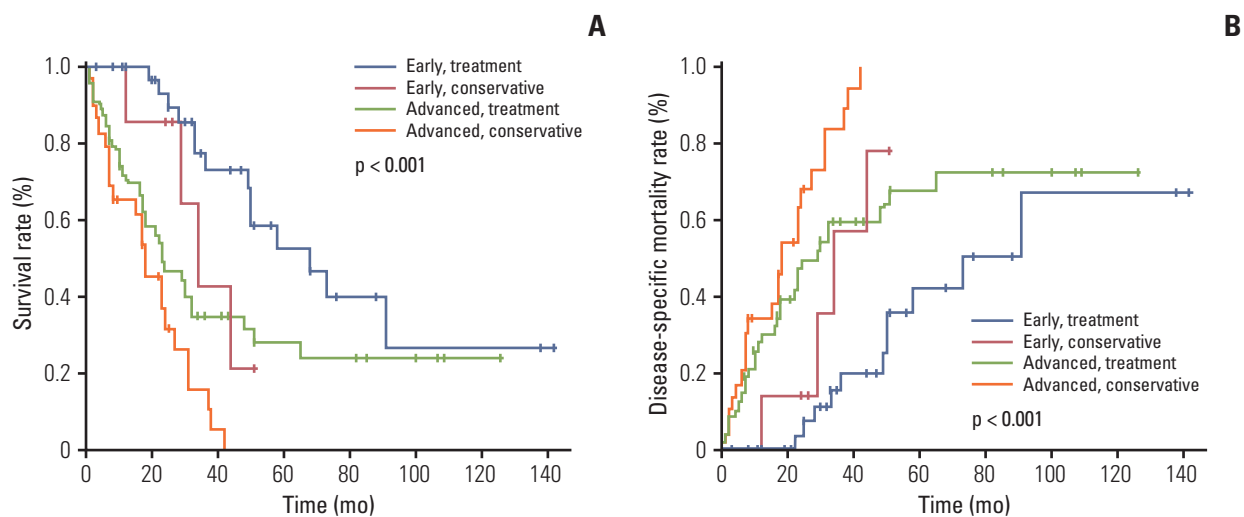 A
Survival rate (%)
1.0
0.8
0.6
0.4
0.2
0
0 20 40 60 80 100 120 140
Time (mo)
Early, treatment
Early, conservative
Advanced, treatment
Advanced, conservative
p < 0.001
B
Disease-specific mortality rate (%)
1.0
0.8
0.6
0.4
0.2
0
0 20 40 60 80 100 120 140
Time (mo)
Early, treatment
Early, conservative
Advanced, treatment
Advanced, conservative
p < 0.001